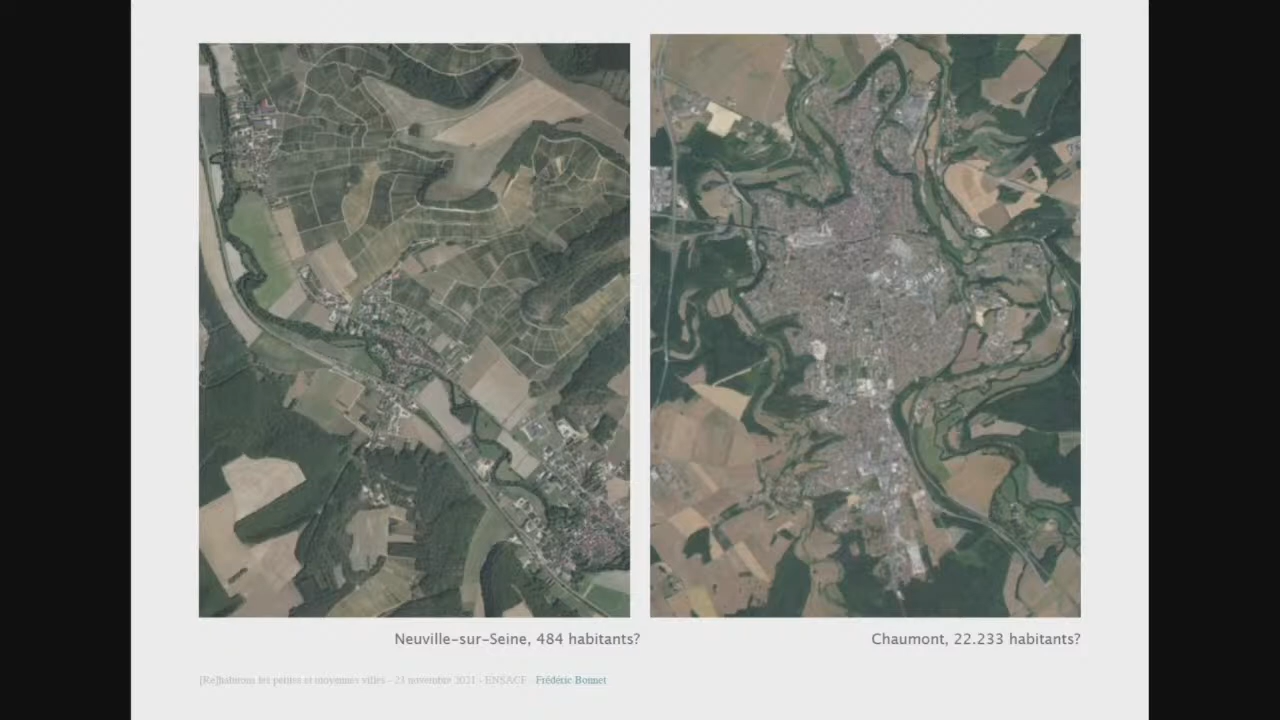 Neuville-sur-Seine, 484 habitants?
Chaumont, 22.233 habitants?
[Re]habitons les petites et moyennes villes - 23 novembre 2021 - ENSACF - Frédéric Bonnet